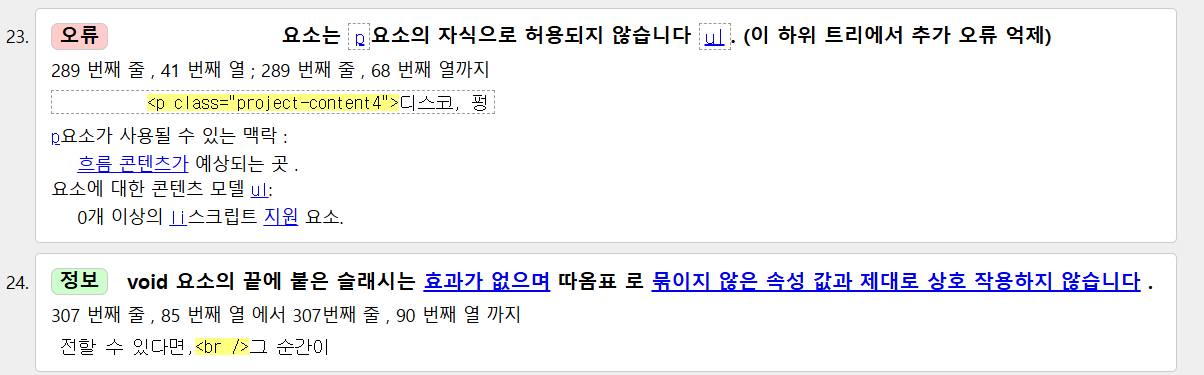 23. 오류 요소는 p요소의 자식으로 허용되지 않습니다 ul. (이 하위 트리에서 추가 오류 억제)
289 번째 줄 , 41 번째 열 ; 289 번째 줄 , 68 번째 열까지
<p class="project-content4">디스코, 펑
p요소가 사용될 수 있는 맥락 :
흐름 콘텐츠가 예상되는 곳 .
요소에 대한 콘텐츠 모델 ul:
0개 이상의 li스크립트 지원 요소.
24. 정보 void 요소의 끝에 붙은 슬래시는 효과가 없으며 따옴표 로 묶이지 않은 속성 값과 제대로 상호 작용하지 않습니다 .
307 번째 줄 , 85 번째 열 에서 307번째 줄 , 90 번째 열 까지
전할 수 있다면,<br />그 순간이